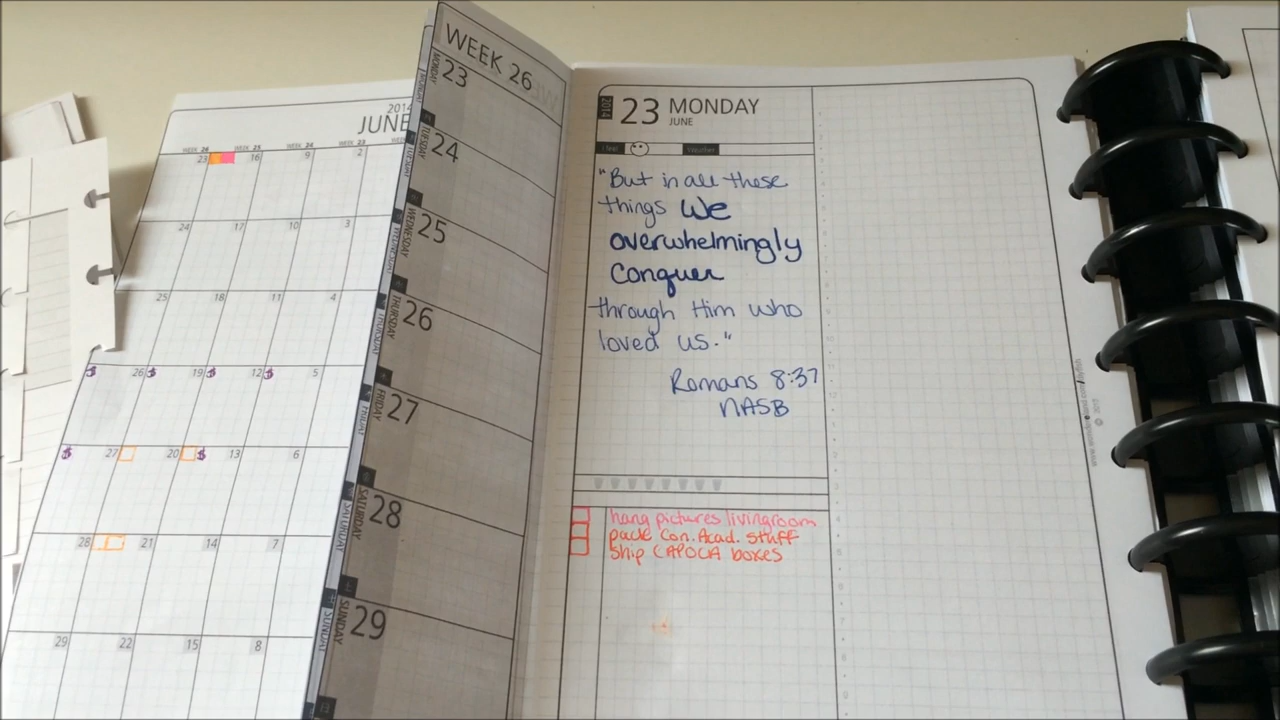 2014
JUNE
WEEK 26
WEEK 25
WEEK 24
23
16
9
2
24
17
10
3
25
18
11
4
$
26
$
19
$
12
$
5
$
27
20
$
13
6
28
21
14
7
29
22
15
8
WEEK 26
MONDAY
23
TUESDAY
24
WEDNESDAY
25
THURSDAY
26
FRIDAY
27
SATURDAY
28
SUNDAY
29
2014
23 MONDAY
JUNE
I feel
Weather
"But in all these
things We
overwhelmingly
Conquer
through Him who
loved us."
Romans 8:37
NASB
hang pictures livingroom
pack Con. Acad. stuff
Ship CAPOCA boxes